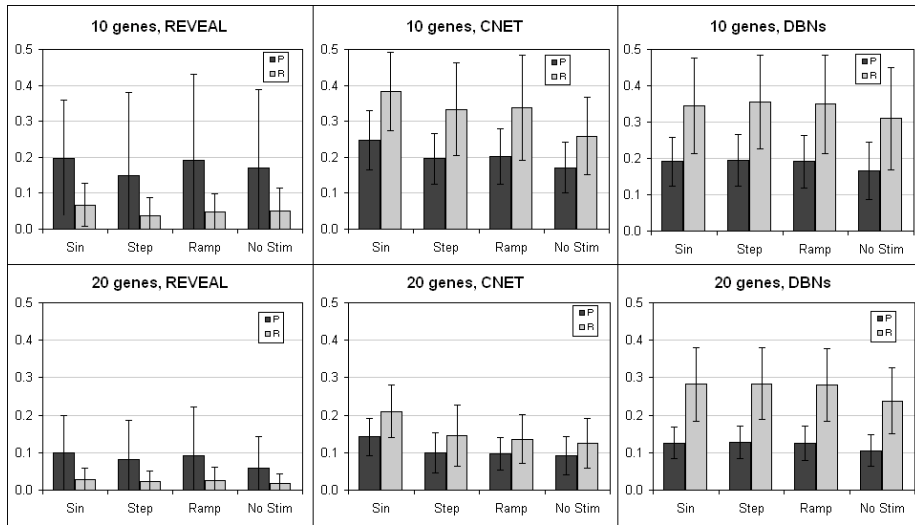 10 genes, REVEAL
0.5
0.4
0.3
0.2
0.1
0.0
P
R
Sin Step Ramp No Stim
10 genes, CNET
0.5
0.4
0.3
0.2
0.1
0.0
P
R
Sin Step Ramp No Stim
10 genes, DBNs
0.5
0.4
0.3
0.2
0.1
0.0
P
R
Sin Step Ramp No Stim
20 genes, REVEAL
0.5
0.4
0.3
0.2
0.1
0.0
P
R
Sin Step Ramp No Stim
20 genes, CNET
0.5
0.4
0.3
0.2
0.1
0.0
P
R
Sin Step Ramp No Stim
20 genes, DBNs
0.5
0.4
0.3
0.2
0.1
0.0
P
R
Sin Step Ramp No Stim